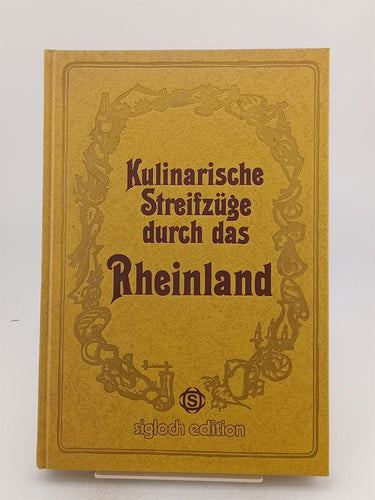 Kulinarische
Streifzüge
durch das
Rheinland
S
sigloch edition